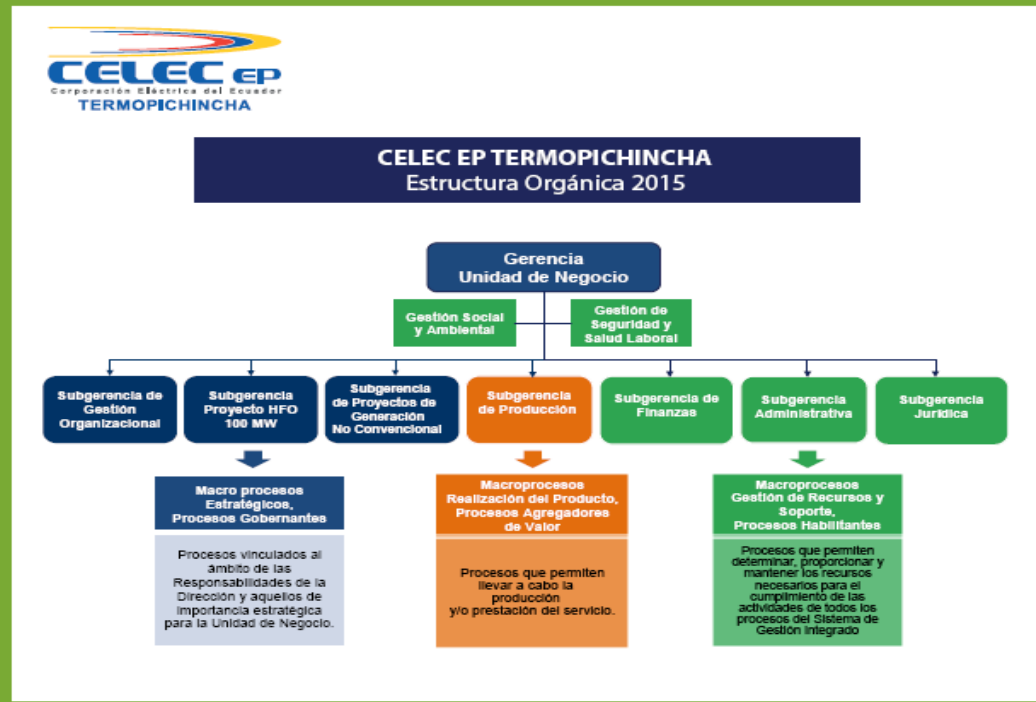 CELEC EP
Corporación Eléctrica del Ecuador
TERMOPICHINCHA
CELEC EP TERMOPICHINCHA
Estructura Orgánica 2015
Gerencia
Unidad de Negocio
Gestión Social
y Ambiental
Gestión de
Seguridad y
Salud Laboral
Subgerencia de
Gestión
Organizacional
Subgerencia
Proyecto HFO
100 MW
Subgerencia
de Proyectos de
Generación
No Convencional
Subgerencia
de Producción
Subgerencia de
Finanzas
Subgerencia
Administrativa
Subgerencia
Jurídica
Macro procesos
Estratégicos,
Procesos Gobernantes
Procesos vinculados al
ámbito de las
Responsabilidades de la
Dirección y aquellos de
importancia estratégica
para la Unidad de Negocio.
Macroprocesos
Realización del Producto,
Procesos Agregadores
de Valor
Procesos que permiten
llevar a cabo la
producción
y/o prestación del servicio.
Macroprocesos
Gestión de Recursos y
Soporte,
Procesos Habilitantes
Procesos que permiten
determinar, proporcionar y
mantener los recursos
necesarios para el
cumplimiento de las
actividades de todos los
procesos del Sistema de
Gestión Integrado